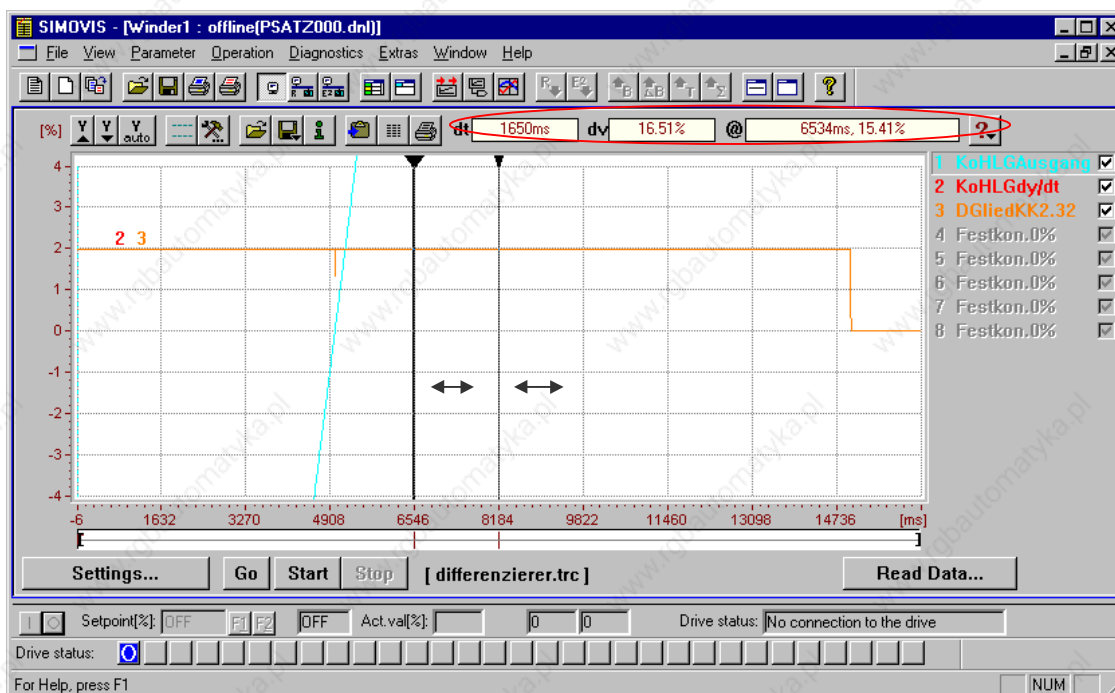 SIMOVIS - [Winder1 : offline(PSATZ000.dnl)]
File View Parameter Operation Diagnostics Extras Window Help
[%] Y Y Y auto dt 1650ms dv 16.51% @ 6534ms, 15.41% ?
4
3
2
1
0
-1
-2
-3
-4
2 3
1 KoHLGAusgang
2 KoHLGdy/dt
3 DGliedKK2.32
4 Festkon.0%
5 Festkon.0%
6 Festkon.0%
7 Festkon.0%
8 Festkon.0%
-6 1632 3270 4908 6546 8184 9822 11460 13098 14736 [ms]
Settings... Go Start Stop [ differenzierer.trc ] Read Data...
Setpoint[%]: OFF F1 F2 OFF Act.val[%]: 0 0 Drive status: No connection to the drive
Drive status: 0
For Help, press F1 NUM
www.rgbautomatyka.pl